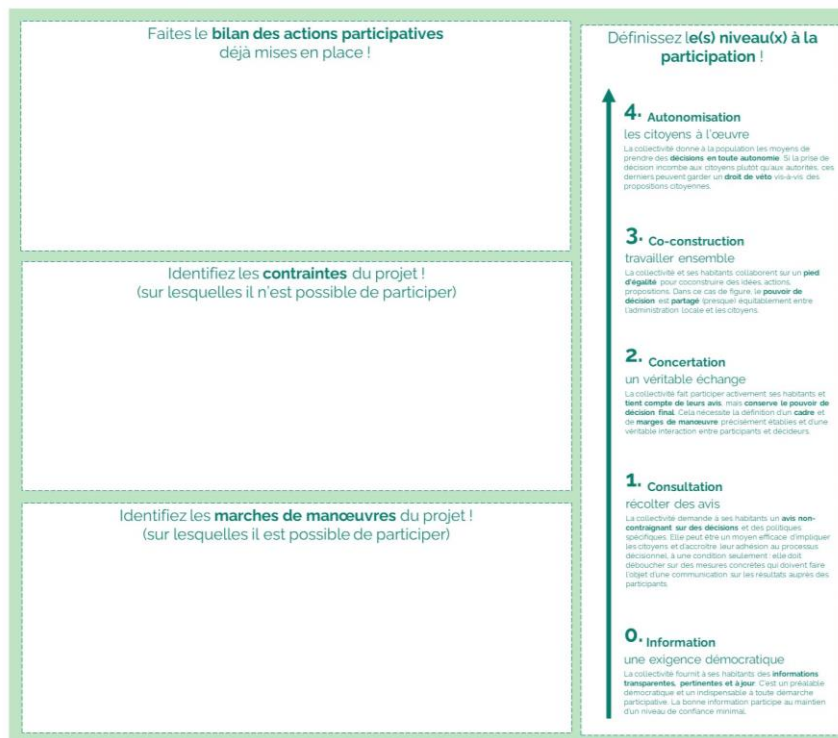 Faites le bilan des actions participatives
déjà mises en place !
Identifiez les contraintes du projet !
(sur lesquelles il n'est possible de participer)
Identifiez les marches de manœuvres du projet !
(sur lesquelles il est possible de participer)
Définissez le(s) niveau(x) à la
participation !
4. Autonomisation
les citoyens à l'œuvre
La collectivité donne à la population les moyens de
prendre des décisions en toute autonomie. Si la prise de
décision incombe aux citoyens plutôt qu'aux autorités, ces
derniers peuvent garder un droit de véto vis-à-vis des
propositions citoyennes.
3. Co-construction
travailler ensemble
La collectivité et ses habitants collaborent sur un pied
d'égalité pour coconstruire des idées, actions,
propositions. Dans ce cas de figure, le pouvoir de
décision est partagé (presque) équitablement entre
l'administration locale et les citoyens.
2. Concertation
un véritable échange
La collectivité fait participer activement ses habitants et
tient compte de leurs avis, mais conserve le pouvoir de
décision final. Cela nécessite la définition d'un cadre et
de marges de manœuvre précisément établies et d'une
véritable interaction entre participants et décideurs.
1. Consultation
récolter des avis
La collectivité demande à ses habitants un avis non-
contraignant sur des décisions et des politiques
spécifiques. Elle peut être un moyen efficace d'impliquer
les citoyens et d'accroître leur adhésion au processus
décisionnel, à une condition seulement : elle doit
déboucher sur des mesures concrètes qui doivent faire
l'objet d'une communication sur les résultats auprès des
participants.
0. Information
une exigence démocratique
La collectivité fournit à ses habitants des informations
transparentes, pertinentes et à jour. C'est un préalable
démocratique et un indispensable à toute démarche
participative. La bonne information participe au maintien
d'un niveau de confiance minimal.